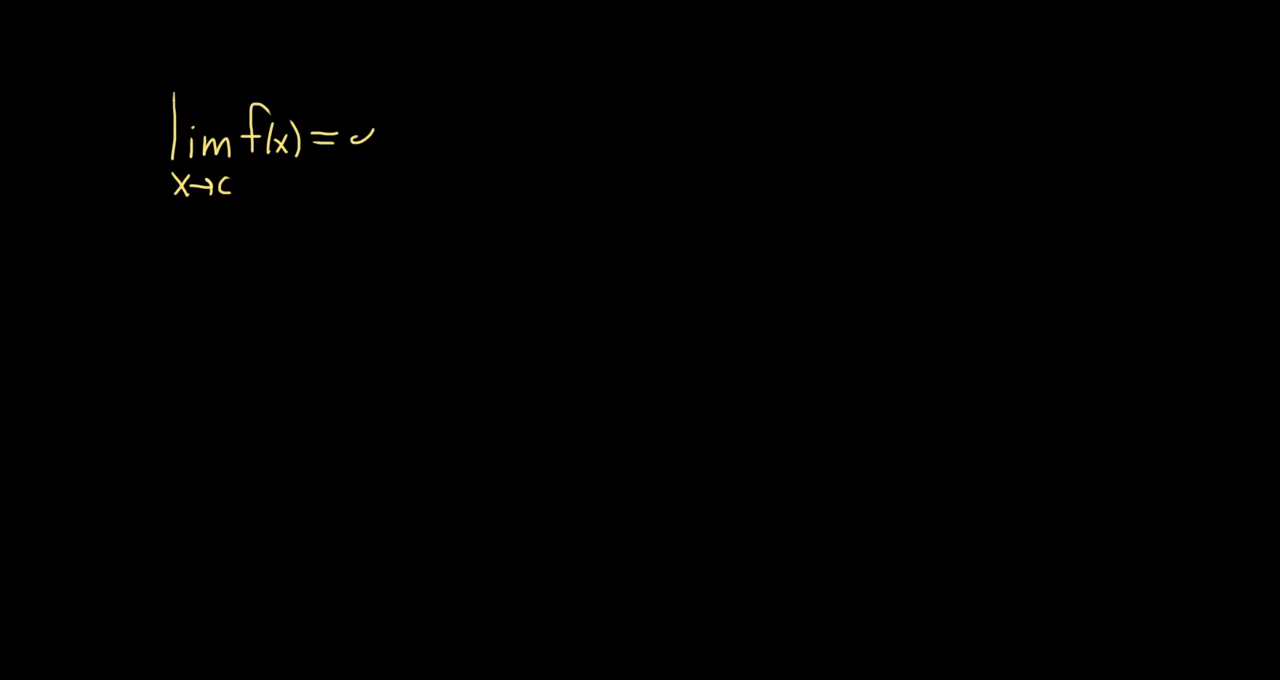 lim f(x) =
x→c